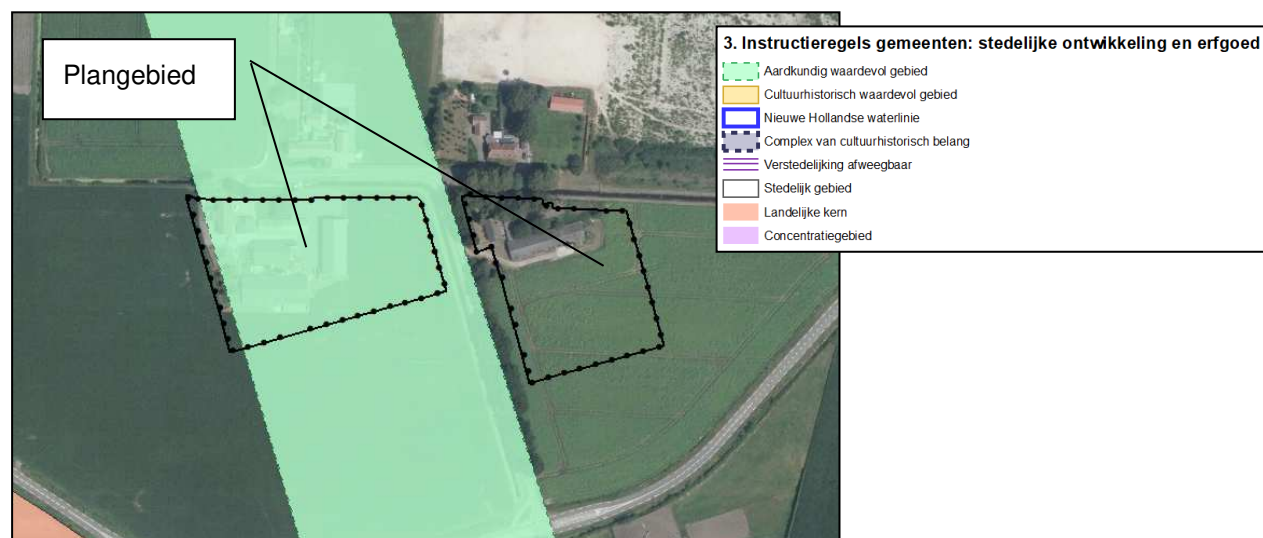 Plangebied
3. Instructieregels gemeenten: stedelijke ontwikkeling en erfgoed
Aardkundig waardevol gebied
Cultuurhistorisch waardevol gebied
Nieuwe Hollandse waterlinie
Complex van cultuurhistorisch belang
Verstedelijking afweegbaar
Stedelijk gebied
Landelijke kern
Concentratiegebied